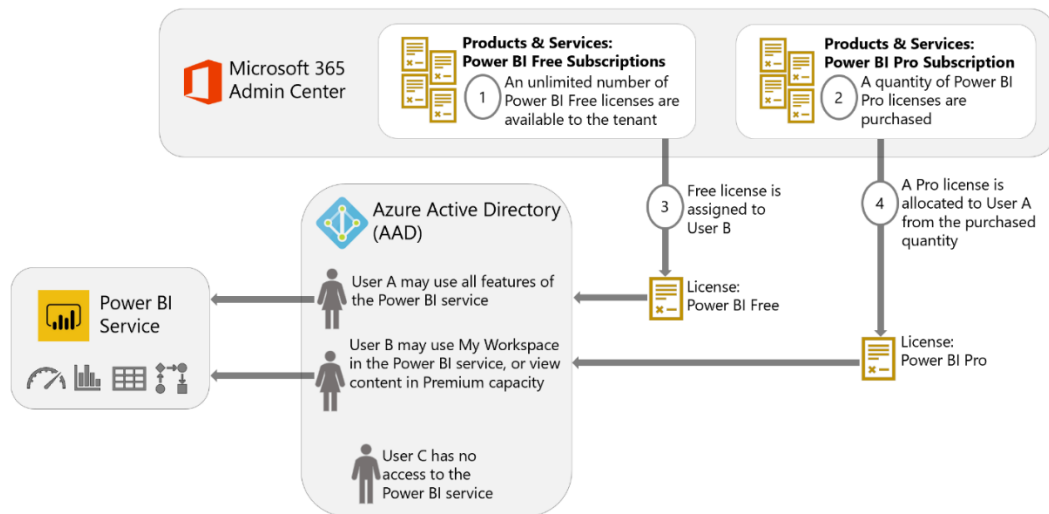 Microsoft 365
Admin Center
Products & Services:
Power BI Free Subscriptions
1
An unlimited number of
Power BI Free licenses are
available to the tenant
Products & Services:
Power BI Pro Subscription
2
A quantity of Power BI
Pro licenses are
purchased
3
Free license is
assigned to
User B
4
A Pro license is
allocated to User A
from the purchased
quantity
Azure Active Directory
(AAD)
User A may use all features of
the Power BI service
License:
Power BI Free
Power BI
Service
User B may use My Workspace
in the Power BI service, or view
content in Premium capacity
License:
Power BI Pro
User C has no
access to the
Power BI service